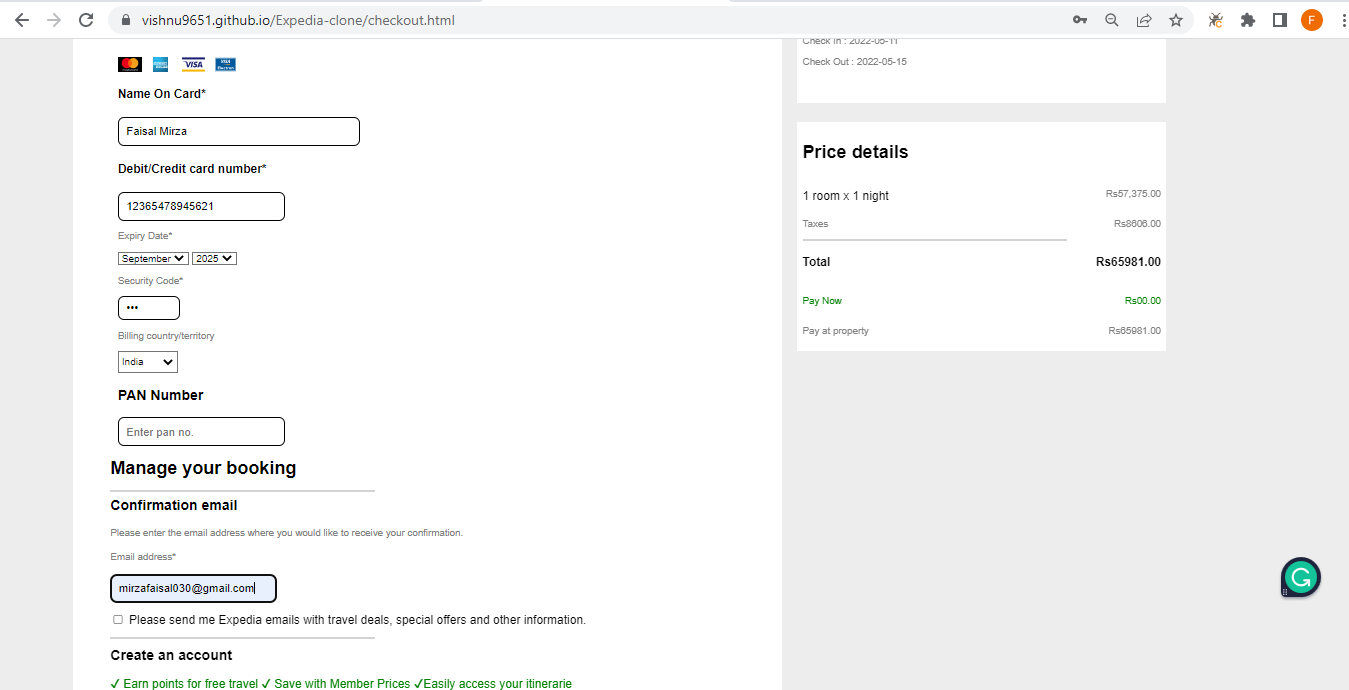 vishnu9651.github.io/Expedia-clone/checkout.html
F
VISA
Name On Card*
Faisal Mirza
Debit/Credit card number*
12365478945621
Expiry Date*
September 2025
Security Code*
•••
Billing country/territory
India
PAN Number
Enter pan no.
Manage your booking
Confirmation email
Please enter the email address where you would like to receive your confirmation.
Email address*
mirzafaisal030@gmail.com
Please send me Expedia emails with travel deals, special offers and other information.
Create an account
✓ Earn points for free travel ✓ Save with Member Prices ✓Easily access your itinerarie
Check In : 2022-05-11
Check Out : 2022-05-15
Price details
1 room x 1 night Rs57,375.00
Taxes Rs8606.00
Total Rs65981.00
Pay Now Rs00.00
Pay at property Rs65981.00
G